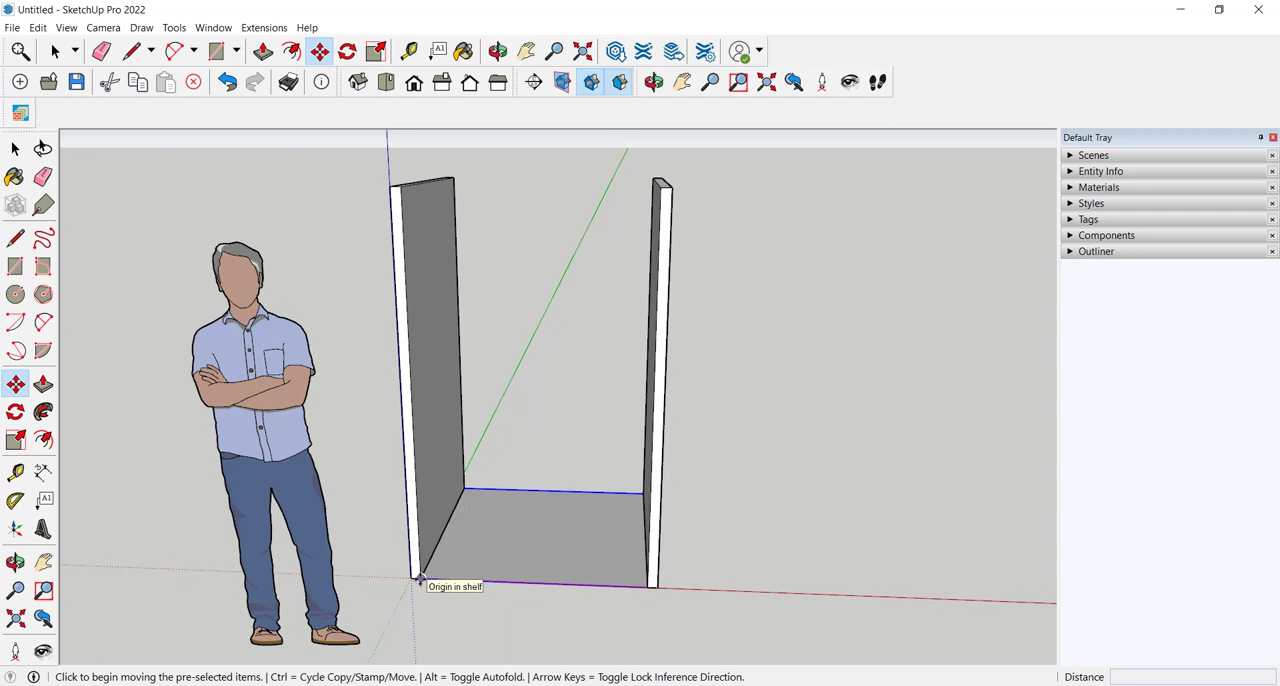 Untitled - SketchUp Pro 2022
File Edit View Camera Draw Tools Window Extensions Help
A1
Default Tray
Scenes
Entity Info
Materials
Styles
Tags
Components
Outliner
A1
Origin in shelf
Click to begin moving the pre-selected items. | Ctrl = Cycle Copy/Stamp/Move. | Alt = Toggle Autofold. | Arrow Keys = Toggle Lock Inference Direction.
Distance